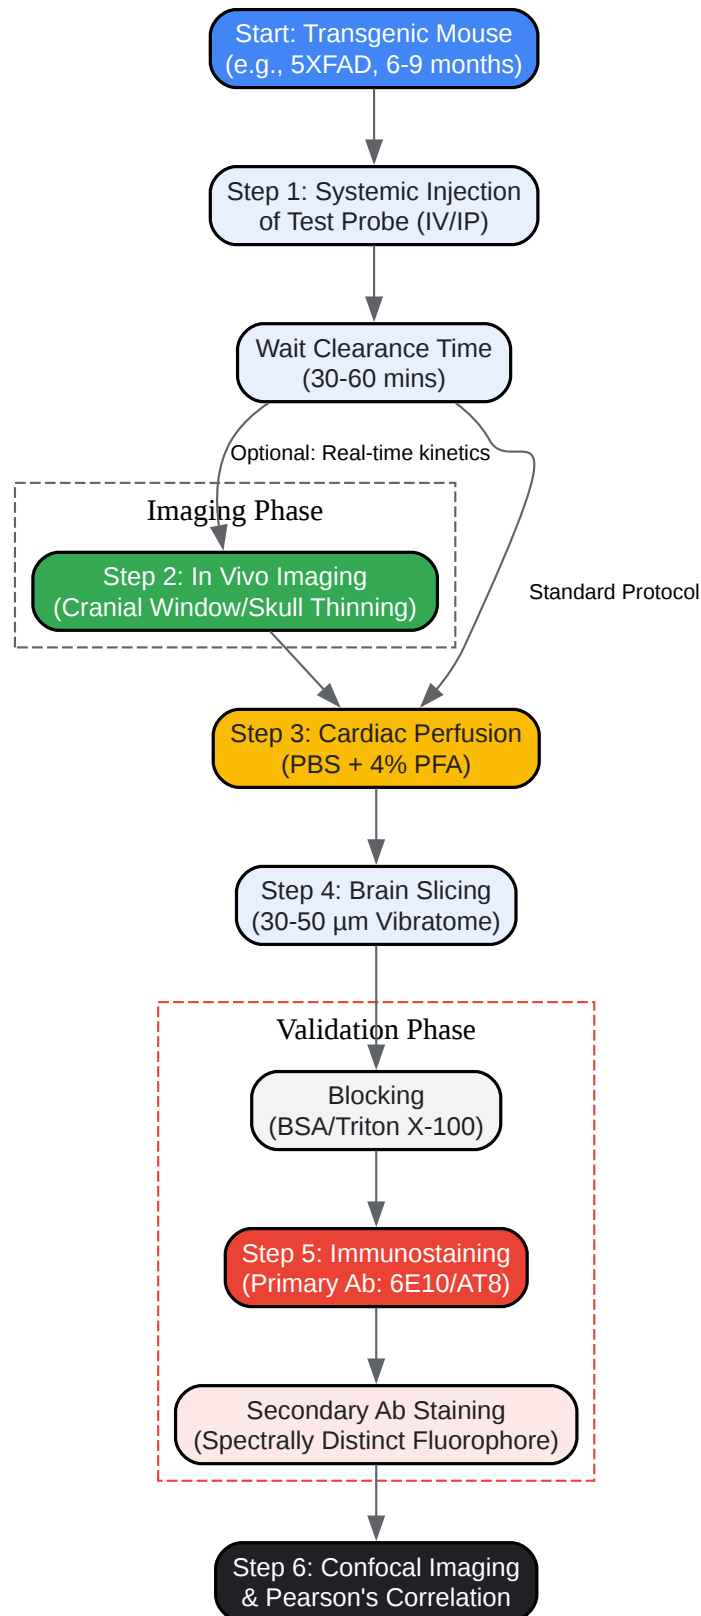 Start: Transgenic Mouse
(e.g., 5XFAD, 6-9 months)
Step 1: Systemic Injection
of Test Probe (IV/IP)
Wait Clearance Time
(30-60 mins)
Optional: Real-time kinetics
Imaging Phase
Step 2: In Vivo Imaging
(Cranial Window/Skull Thinning)
Standard Protocol
Step 3: Cardiac Perfusion
(PBS + 4% PFA)
Step 4: Brain Slicing
(30-50 µm Vibratome)
Validation Phase
Blocking
(BSA/Triton X-100)
Step 5: Immunostaining
(Primary Ab: 6E10/AT8)
Secondary Ab Staining
(Spectrally Distinct Fluorophore)
Step 6: Confocal Imaging
& Pearson's Correlation